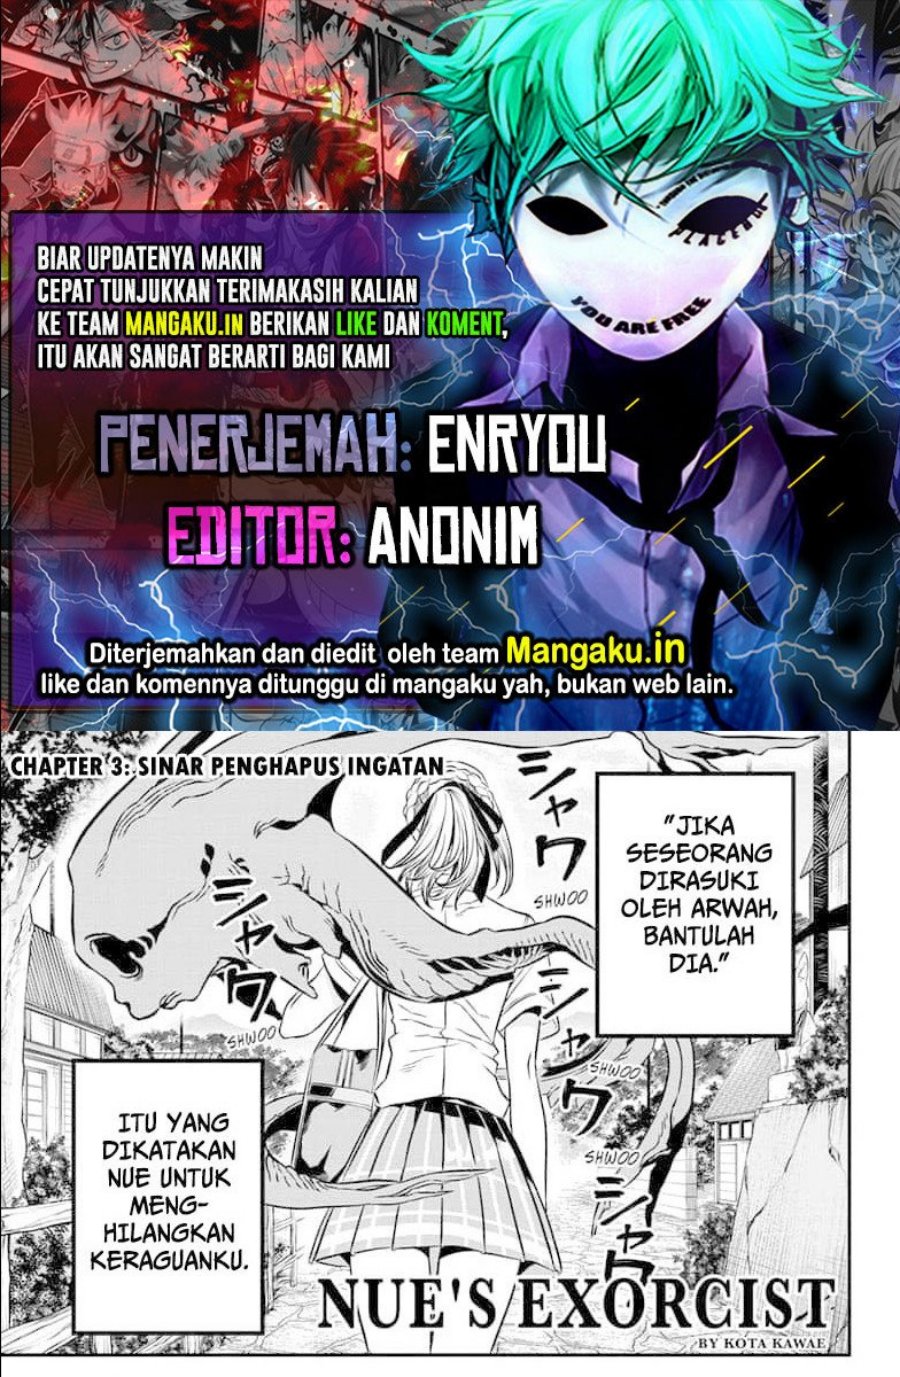 BIAR UPDATENYA MAKIN
CEPAT TUNJUKKAN TERIMAKASIH KALIAN
KE TEAM MANGAKU.IN BERIKAN LIKE DAN KOMENT,
ITU AKAN SANGAT BERARTI BAGI KAMI
PLACEFUL
YOU ARE FREE
PENERJEMAH: ENRYOU
EDITOR: ANONIM
Diterjemahkan dan diedit oleh team Mangaku.in
like dan komennya ditunggu di mangaku yah, bukan web lain.
CHAPTER 3: SINAR PENGHAPUS INGATAN
"JIKA
SESEORANG
DIRASUKI
OLEH ARWAH,
BANTULAH
DIA."
シャワ
SHWOO
シャワ
SHWOO
シャワ
SHWOO
SHWOO
シャワ
ITU YANG
DIKATAKAN
NUE UNTUK
MENG-
HILANGKAN
KERAGUANKU.
NUE'S EXORCIST
BY KOTA KAWAE